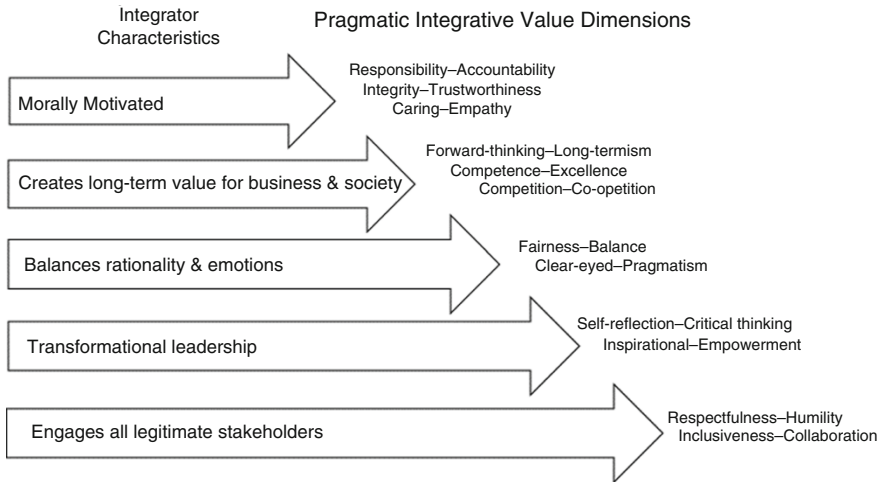 Integrator
Characteristics
Pragmatic Integrative Value Dimensions
Morally Motivated
Responsibility–Accountability
Integrity–Trustworthiness
Caring–Empathy
Creates long-term value for business & society
Forward-thinking–Long-termism
Competence–Excellence
Competition–Co-opetition
Balances rationality & emotions
Fairness–Balance
Clear-eyed–Pragmatism
Transformational leadership
Self-reflection–Critical thinking
Inspirational–Empowerment
Engages all legitimate stakeholders
Respectfulness–Humility
Inclusiveness–Collaboration